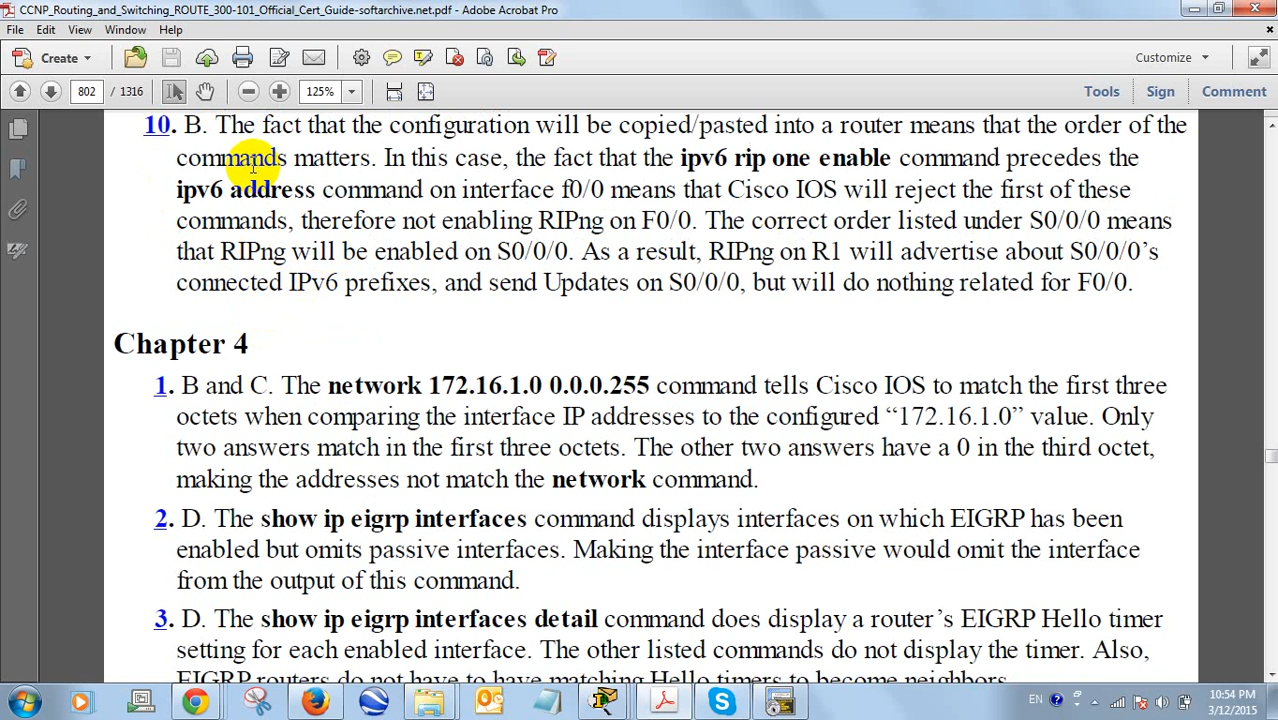 CCNP_Routing_and_Switching_ROUTE_300-101_Official_Cert_Guide-softarchive.net.pdf - Adobe Acrobat Pro
File Edit View Window Help
Create Customize
802 / 1316 125% Tools Sign Comment
10. B. The fact that the configuration will be copied/pasted into a router means that the order of the
commands matters. In this case, the fact that the ipv6 rip one enable command precedes the
ipv6 address command on interface f0/0 means that Cisco IOS will reject the first of these
commands, therefore not enabling RIPng on F0/0. The correct order listed under S0/0/0 means
that RIPng will be enabled on S0/0/0. As a result, RIPng on R1 will advertise about S0/0/0’s
connected IPv6 prefixes, and send Updates on S0/0/0, but will do nothing related for F0/0.
Chapter 4
1. B and C. The network 172.16.1.0 0.0.0.255 command tells Cisco IOS to match the first three
octets when comparing the interface IP addresses to the configured “172.16.1.0” value. Only
two answers match in the first three octets. The other two answers have a 0 in the third octet,
making the addresses not match the network command.
2. D. The show ip eigrp interfaces command displays interfaces on which EIGRP has been
enabled but omits passive interfaces. Making the interface passive would omit the interface
from the output of this command.
3. D. The show ip eigrp interfaces detail command does display a router’s EIGRP Hello timer
setting for each enabled interface. The other listed commands do not display the timer. Also,
EIGRP routers do not have to have matching Hello timers to become neighbors.
EN 10:54 PM
3/12/2015